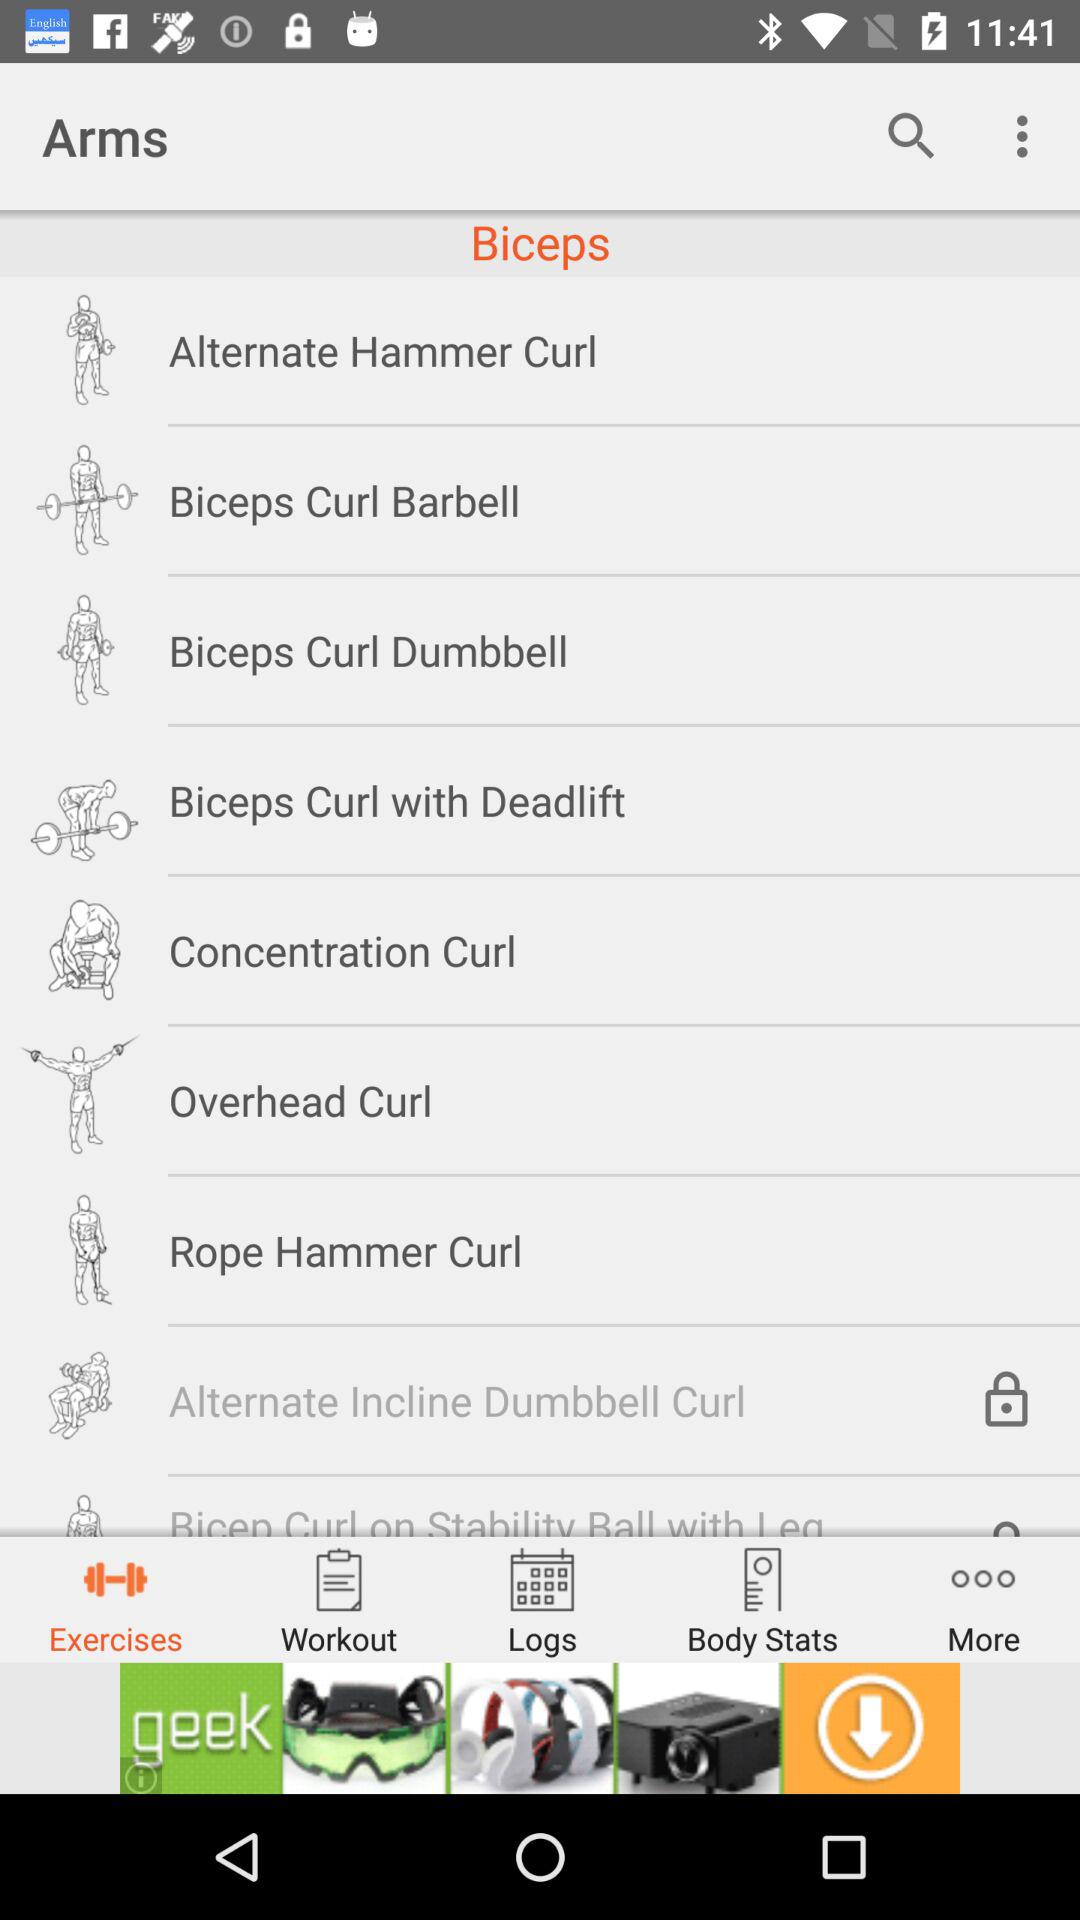 English
سیکھیں
FAKE
11:41
Arms
Biceps
Alternate Hammer Curl
Biceps Curl Barbell
Biceps Curl Dumbbell
Biceps Curl with Deadlift
Concentration Curl
Overhead Curl
Rope Hammer Curl
Alternate Incline Dumbbell Curl
Bicep Curl on Stability Ball with Leg
Exercises Workout Logs Body Stats More
geek